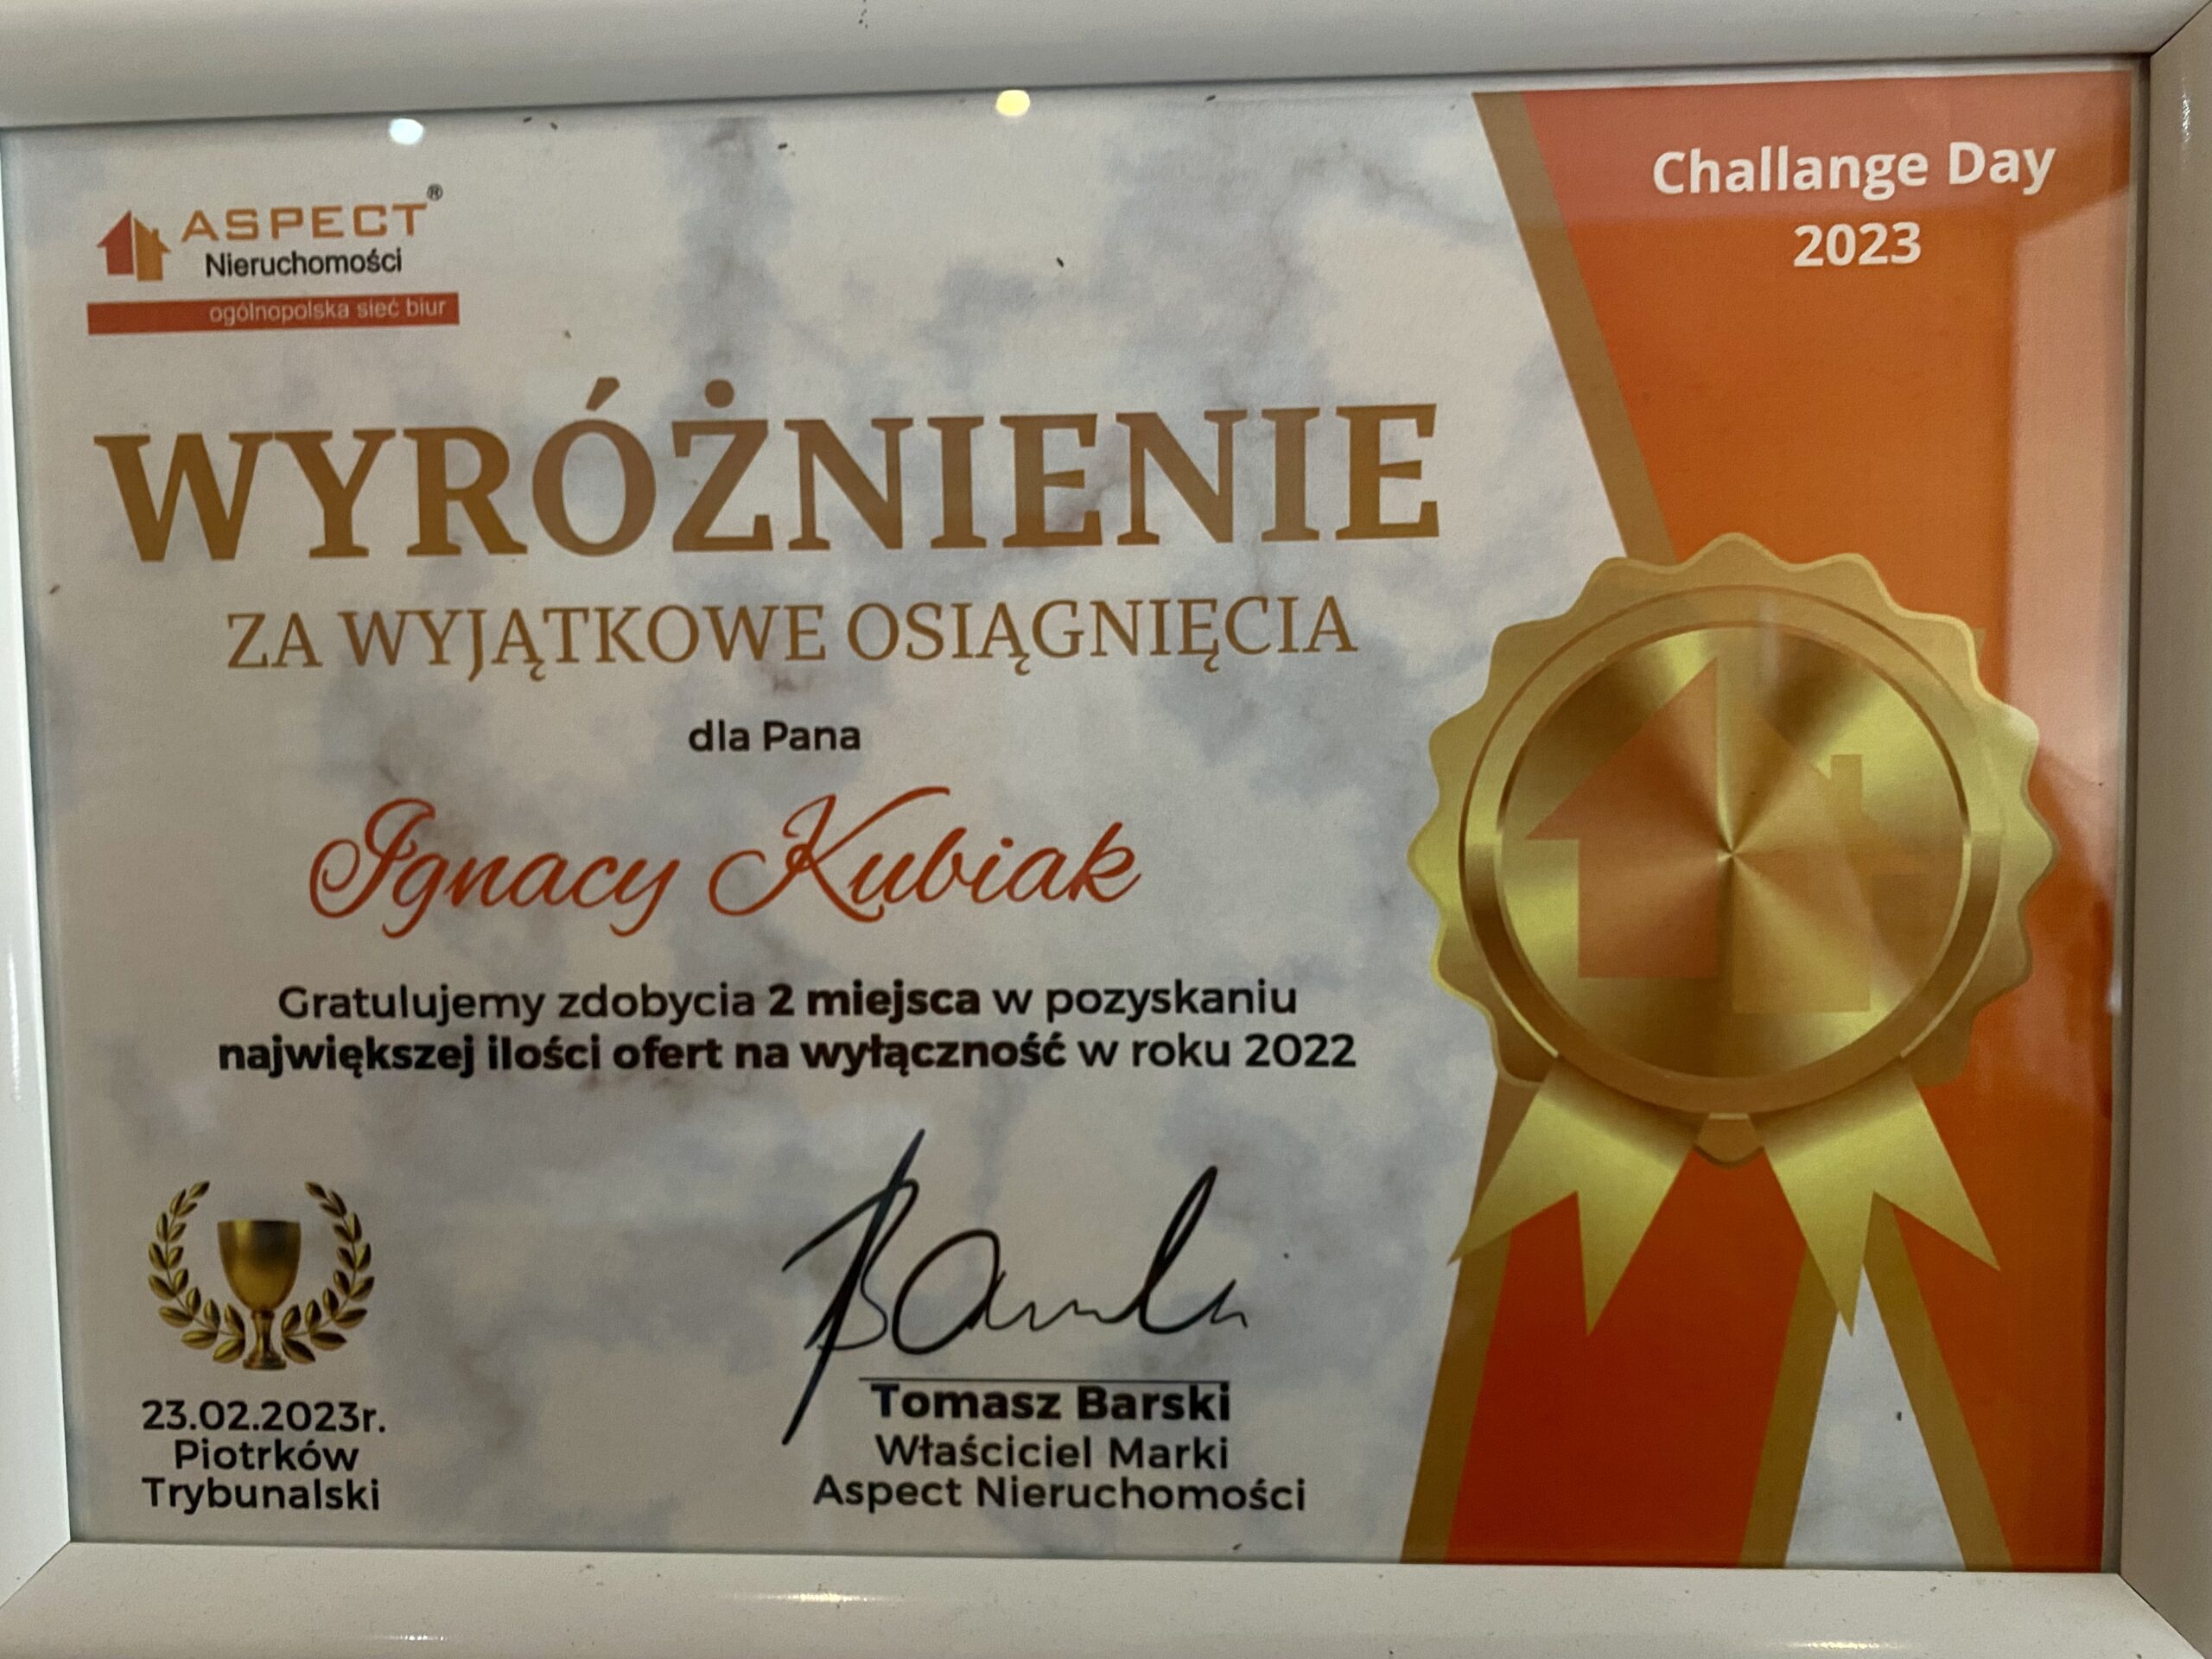 ASPECT®
Nieruchomości
ogólnopolska sieć biur
Challange Day
2023
WYRÓŻNIENIE
ZA WYJĄTKOWE OSIĄGNIĘCIA
dla Pana
Ignacy Kubiak
Gratulujemy zdobycia 2 miejsca w pozyskaniu
największej ilości ofert na wyłączność w roku 2022
23.02.2023r.
Piotrków
Trybunalski
Tomasz Barski
Właściciel Marki
Aspect Nieruchomości